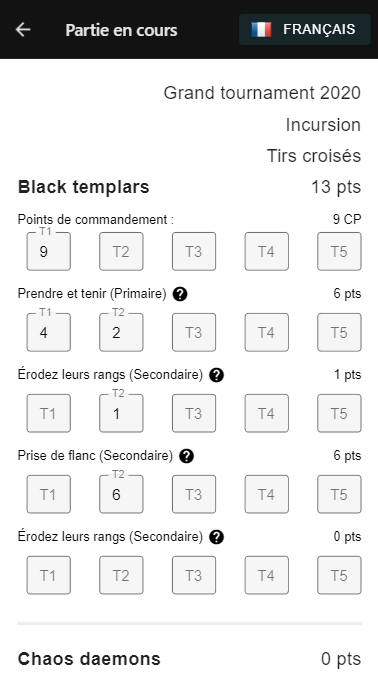 Partie en cours FRANÇAIS
Grand tournament 2020
Incursion
Tirs croisés
Black templars 13 pts
Points de commandement : 9 CP
T1
9 T2 T3 T4 T5
Prendre et tenir (Primaire) ? 6 pts
T1 T2
4 2 T3 T4 T5
Érodez leurs rangs (Secondaire) ? 1 pts
T2
T1 1 T3 T4 T5
Prise de flanc (Secondaire) ? 6 pts
T2
T1 6 T3 T4 T5
Érodez leurs rangs (Secondaire) ? 0 pts
T1 T2 T3 T4 T5
Chaos daemons 0 pts